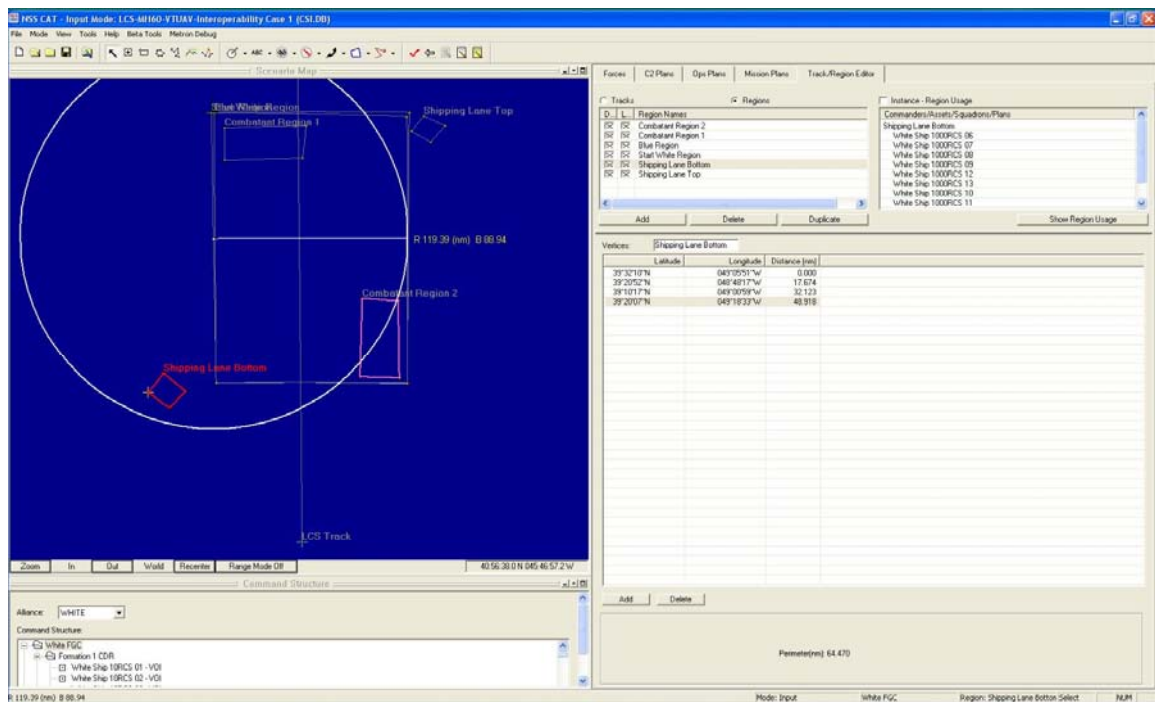 NSS CAT - Input Mode: LCS-MH60-VTUAV-Interoperability Case 1 (CSI.DB)
File Mode View Tools Help Beta Tools Metron Debug
ABC
Scenario Map
Blue Region
Shipping Lane Top
Combatant Region 1
R 119.39 (nm) B 88.94
Combatant Region 2
Shipping Lane Bottom
LCS Track
Zoom In Out World Recenter Range Mode Off 40:56:38.0 N 045:46:57.2 W
Command Structure
Alliance: WHITE
Command Structure:
White FGC
Formation 1 CDR
White Ship 10RCS 01 - VOI
White Ship 10RCS 02 - VOI
Forces C2 Plans Ops Plans Mission Plans Track/Region Editor
Tracks Regions Instance - Region Usage
D... L... Region Names
Combatant Region 2
Combatant Region 1
Blue Region
Start White Region
Shipping Lane Bottom
Shipping Lane Top
Commanders/Assets/Squadrons/Plans
Shipping Lane Bottom
White Ship 1000RCS 06
White Ship 1000RCS 07
White Ship 1000RCS 08
White Ship 1000RCS 09
White Ship 1000RCS 12
White Ship 1000RCS 13
White Ship 1000RCS 10
White Ship 1000RCS 11
Add Delete Duplicate Show Region Usage
Vertices: Shipping Lane Bottom
Latitude Longitude Distance (nm)
39°32'10"N 049°05'51"W 0.000
39°20'52"N 048°48'17"W 17.674
39°10'17"N 049°00'59"W 32.123
39°20'07"N 049°18'33"W 48.918
Add Delete
Perimeter(nm): 64.470
R 119.39 (nm) B 88.94 Mode: Input White FGC Region: Shipping Lane Bottom Select NUM